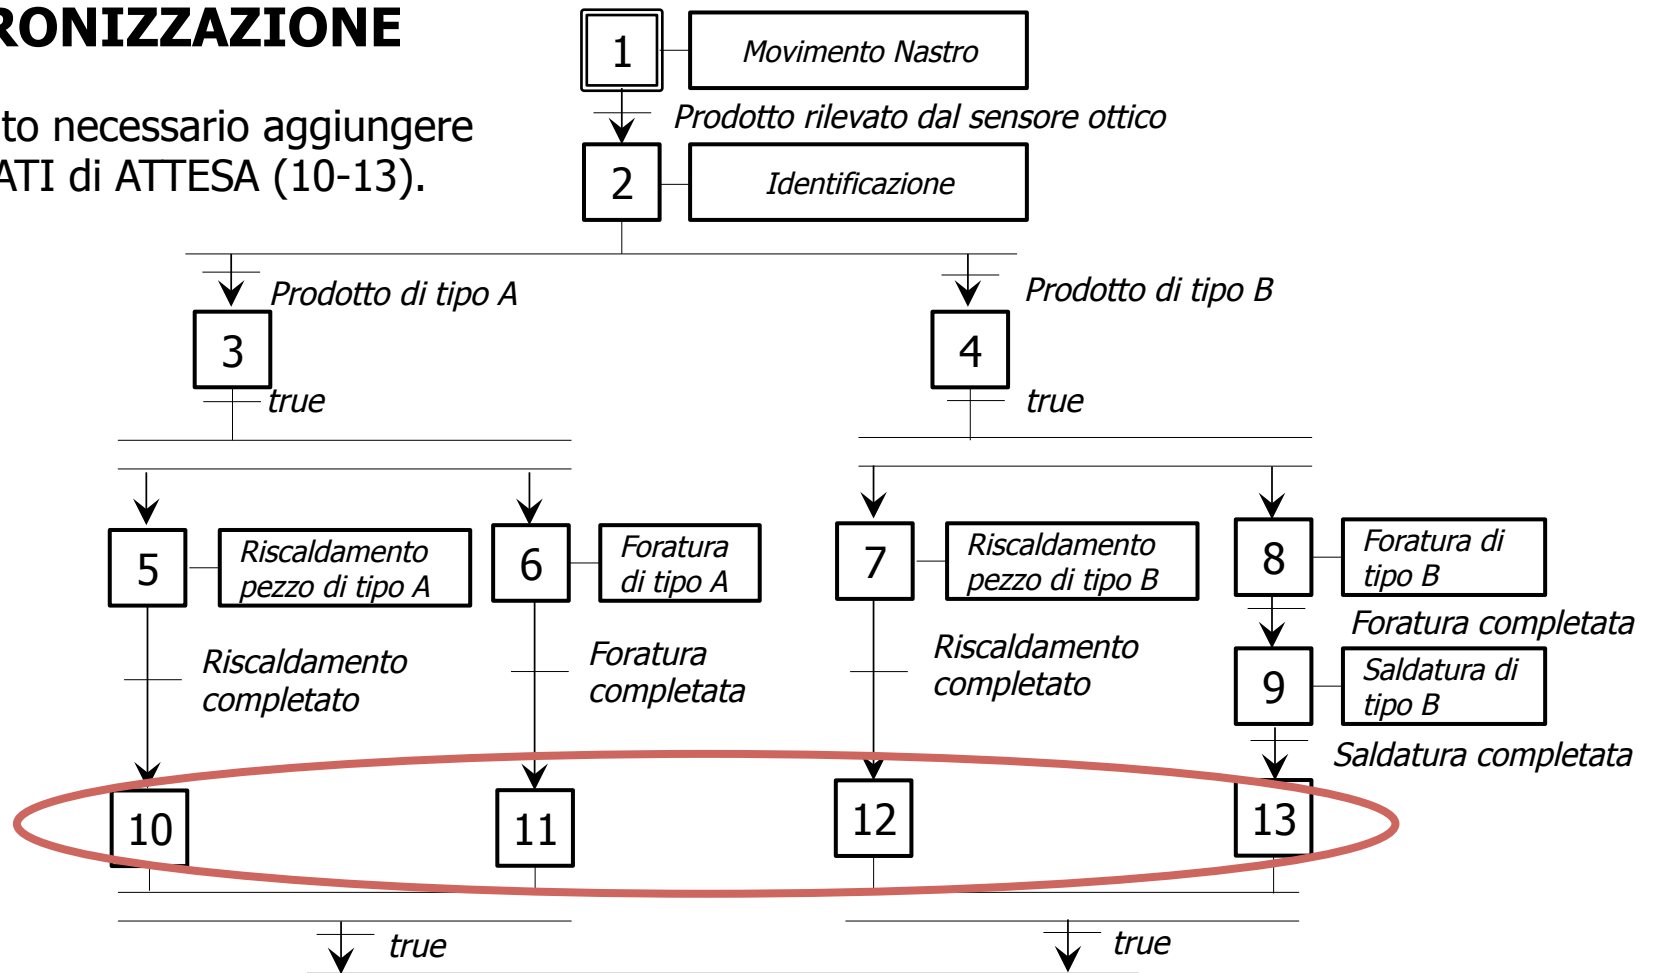 RONIZZAZIONE
to necessario aggiungere
ATI di ATTESA (10-13).
1
Movimento Nastro
Prodotto rilevato dal sensore ottico
2
Identificazione
Prodotto di tipo A
Prodotto di tipo B
3
4
true
true
5
Riscaldamento
pezzo di tipo A
6
Foratura
di tipo A
7
Riscaldamento
pezzo di tipo B
8
Foratura di
tipo B
Foratura completata
Riscaldamento
completato
Foratura
completata
Riscaldamento
completato
9
Saldatura di
tipo B
Saldatura completata
10
11
12
13
true
true